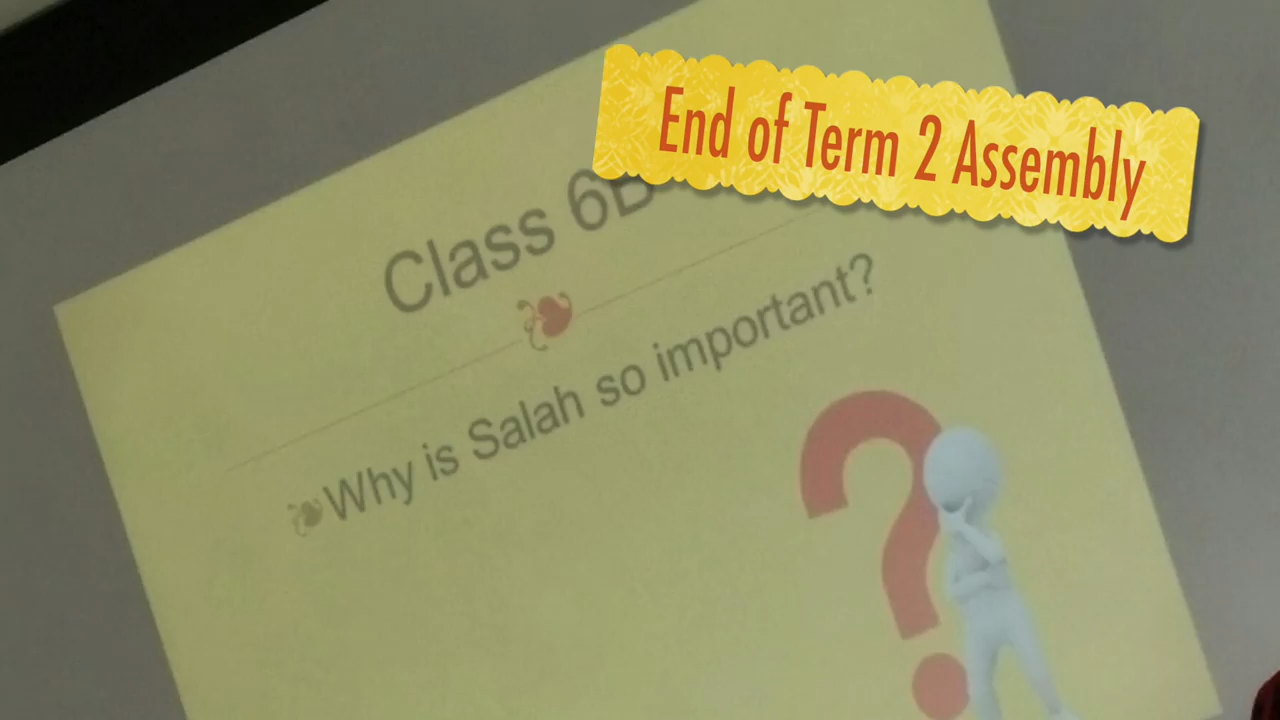 End of Term 2 Assembly
Class 6B
Why is Salah so important?